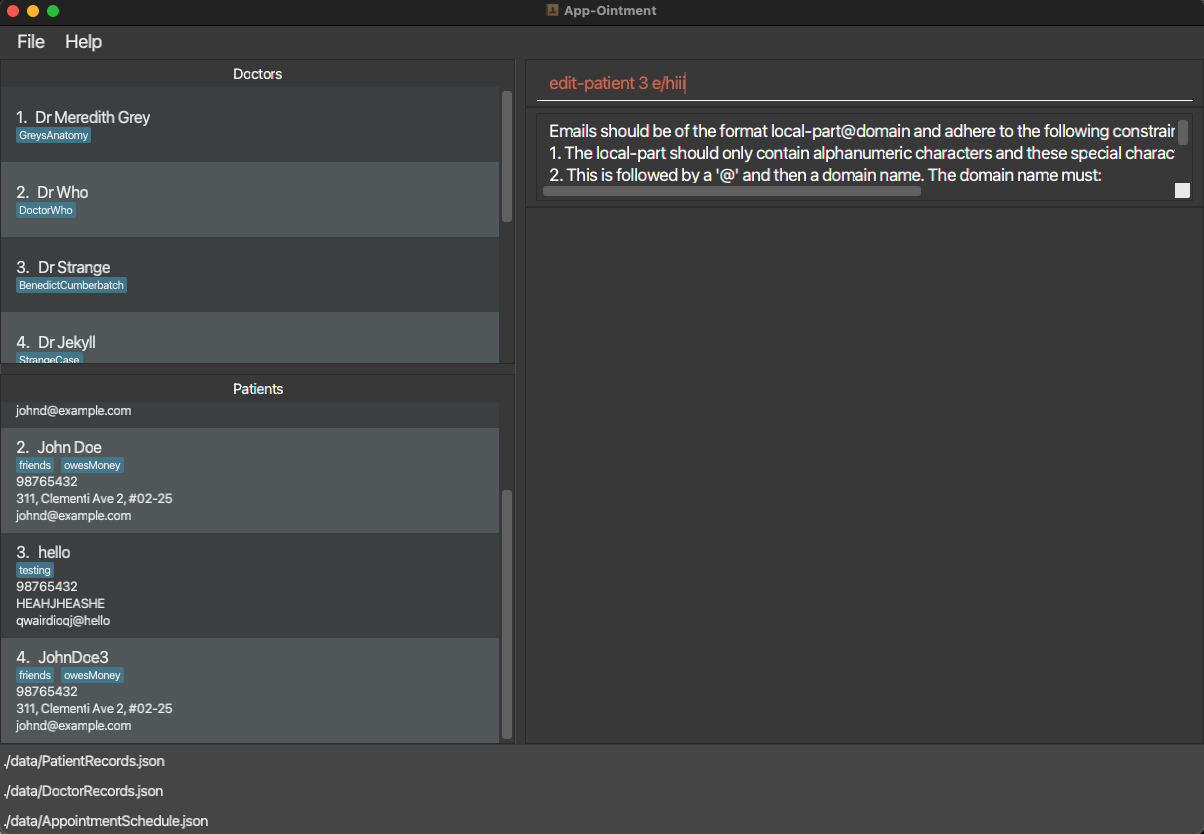 App-Ointment
File Help
Doctors
1. Dr Meredith Grey
GreysAnatomy
2. Dr Who
DoctorWho
3. Dr Strange
BenedictCumberbatch
4. Dr Jekyll
StrangeCase
Patients
johnd@example.com
2. John Doe
friends owesMoney
98765432
311, Clementi Ave 2, #02-25
johnd@example.com
3. hello
testing
98765432
HEAHJHEASHE
qwairdioqj@hello
4. JohnDoe3
friends owesMoney
98765432
311, Clementi Ave 2, #02-25
johnd@example.com
edit-patient 3 e/hiii
Emails should be of the format local-part@domain and adhere to the following constrain
1. The local-part should only contain alphanumeric characters and these special charac
2. This is followed by a '@' and then a domain name. The domain name must:
./data/PatientRecords.json
./data/DoctorRecords.json
./data/AppointmentSchedule.json